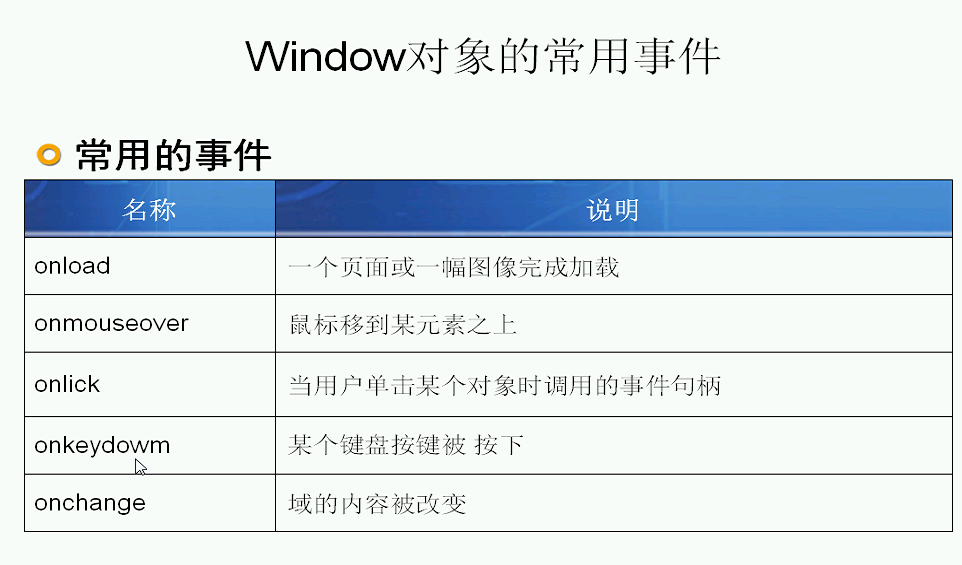 Window对象的常用事件
常用的事件
名称 说明
onload 一个页面或一幅图像完成加载
onmouseover 鼠标移到某元素之上
onlick 当用户单击某个对象时调用的事件句柄
onkeydowm 某个键盘按键被 按下
onchange 域的内容被改变